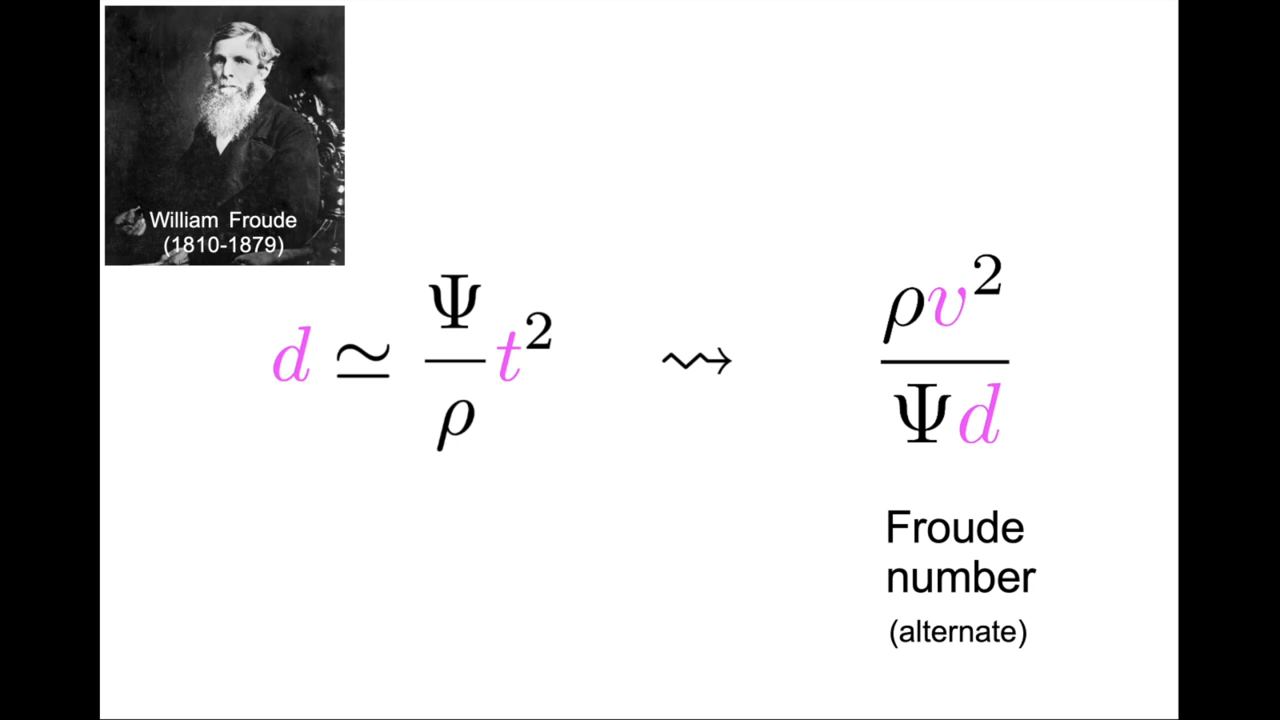 William Froude
(1810-1879)
d ≃ Ψ/ρ t² ⇝ ρv²/Ψd
Froude
number
(alternate)